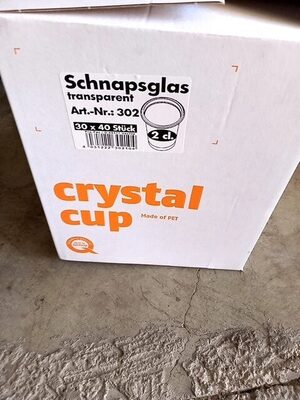 Schnapsglas
transparent
Art.-Nr.: 302
30 x 40 Stück
2 cl.
crystal
cup
Made of PET